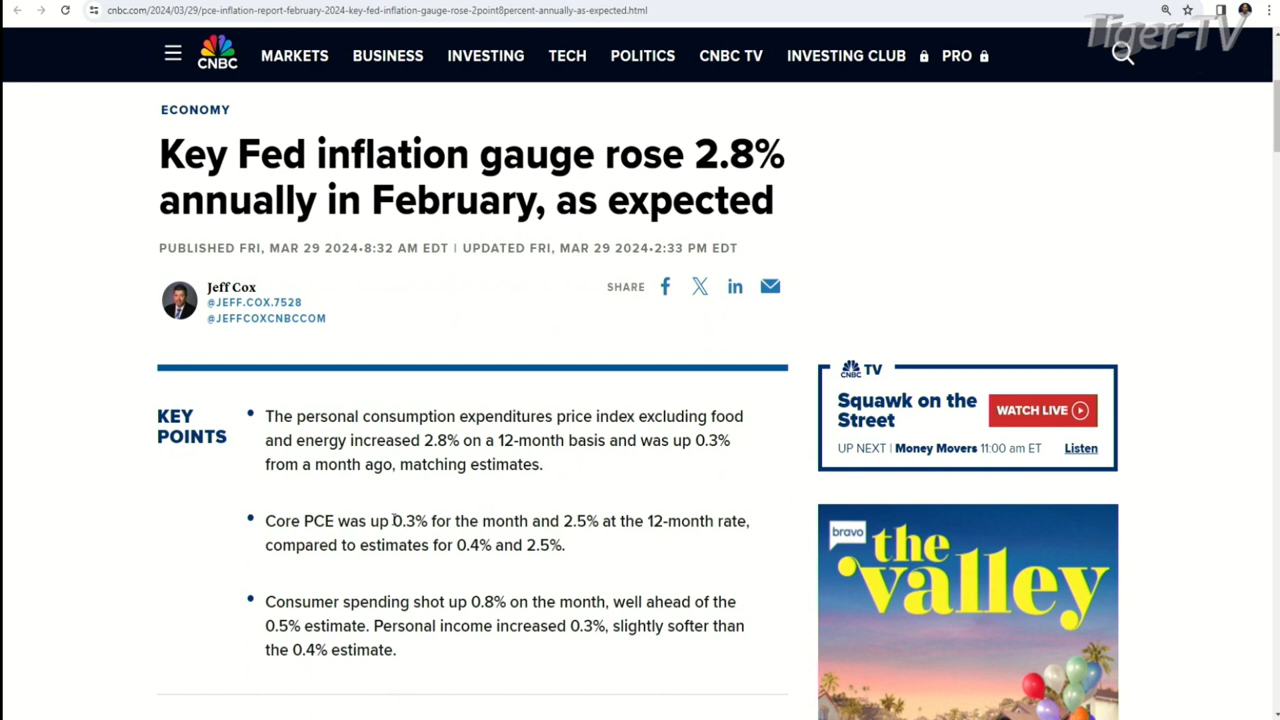 cnbc.com/2024/03/29/pce-inflation-report-february-2024-key-fed-inflation-gauge-rose-2point8percent-annually-as-expected.html
Tiger-TV
CNBC MARKETS BUSINESS INVESTING TECH POLITICS CNBC TV INVESTING CLUB PRO
ECONOMY
Key Fed inflation gauge rose 2.8%
annually in February, as expected
PUBLISHED FRI, MAR 29 2024•8:32 AM EDT | UPDATED FRI, MAR 29 2024•2:33 PM EDT
Jeff Cox
@JEFF.COX.7528
@JEFFCOXCNBCCOM
SHARE
KEY
POINTS
• The personal consumption expenditures price index excluding food
and energy increased 2.8% on a 12-month basis and was up 0.3%
from a month ago, matching estimates.
• Core PCE was up 0.3% for the month and 2.5% at the 12-month rate,
compared to estimates for 0.4% and 2.5%.
• Consumer spending shot up 0.8% on the month, well ahead of the
0.5% estimate. Personal income increased 0.3%, slightly softer than
the 0.4% estimate.
CNBC TV
Squawk on the
Street
WATCH LIVE
UP NEXT | Money Movers 11:00 am ET Listen
bravo
the
valley